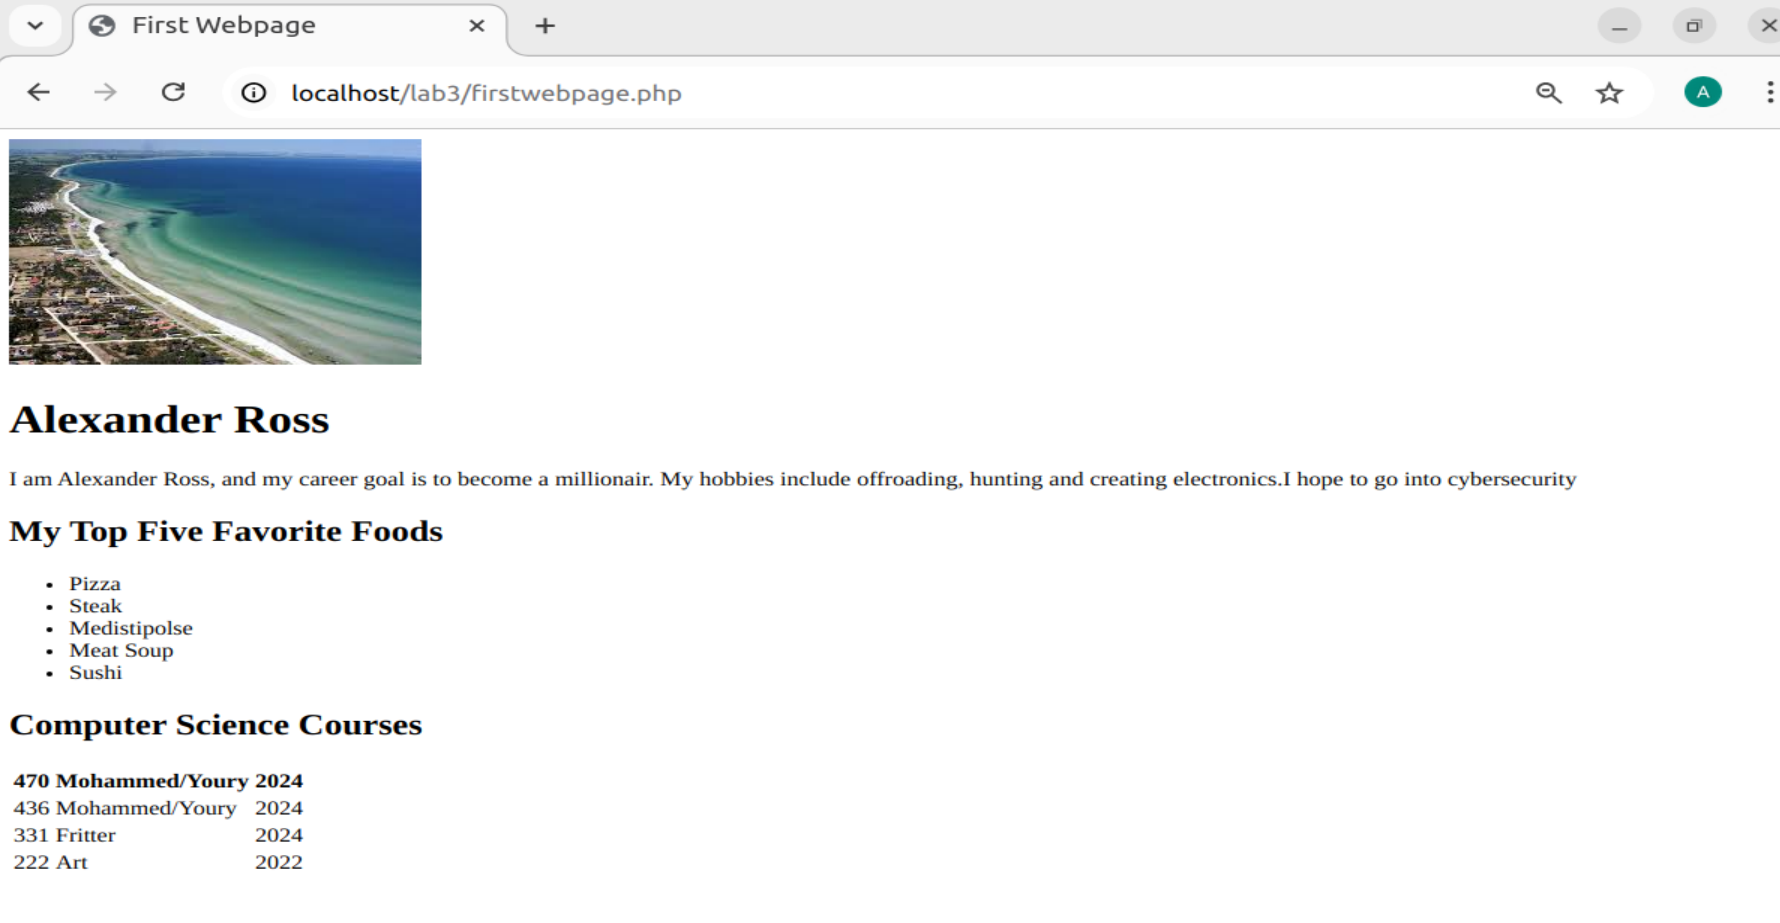 First Webpage
localhost/lab3/firstwebpage.php
A
Alexander Ross
I am Alexander Ross, and my career goal is to become a millionair. My hobbies include offroading, hunting and creating electronics.I hope to go into cybersecurity
My Top Five Favorite Foods
• Pizza
• Steak
• Medistipolse
• Meat Soup
• Sushi
Computer Science Courses
470 Mohammed/Youry 2024
436 Mohammed/Youry 2024
331 Fritter 2024
222 Art 2022